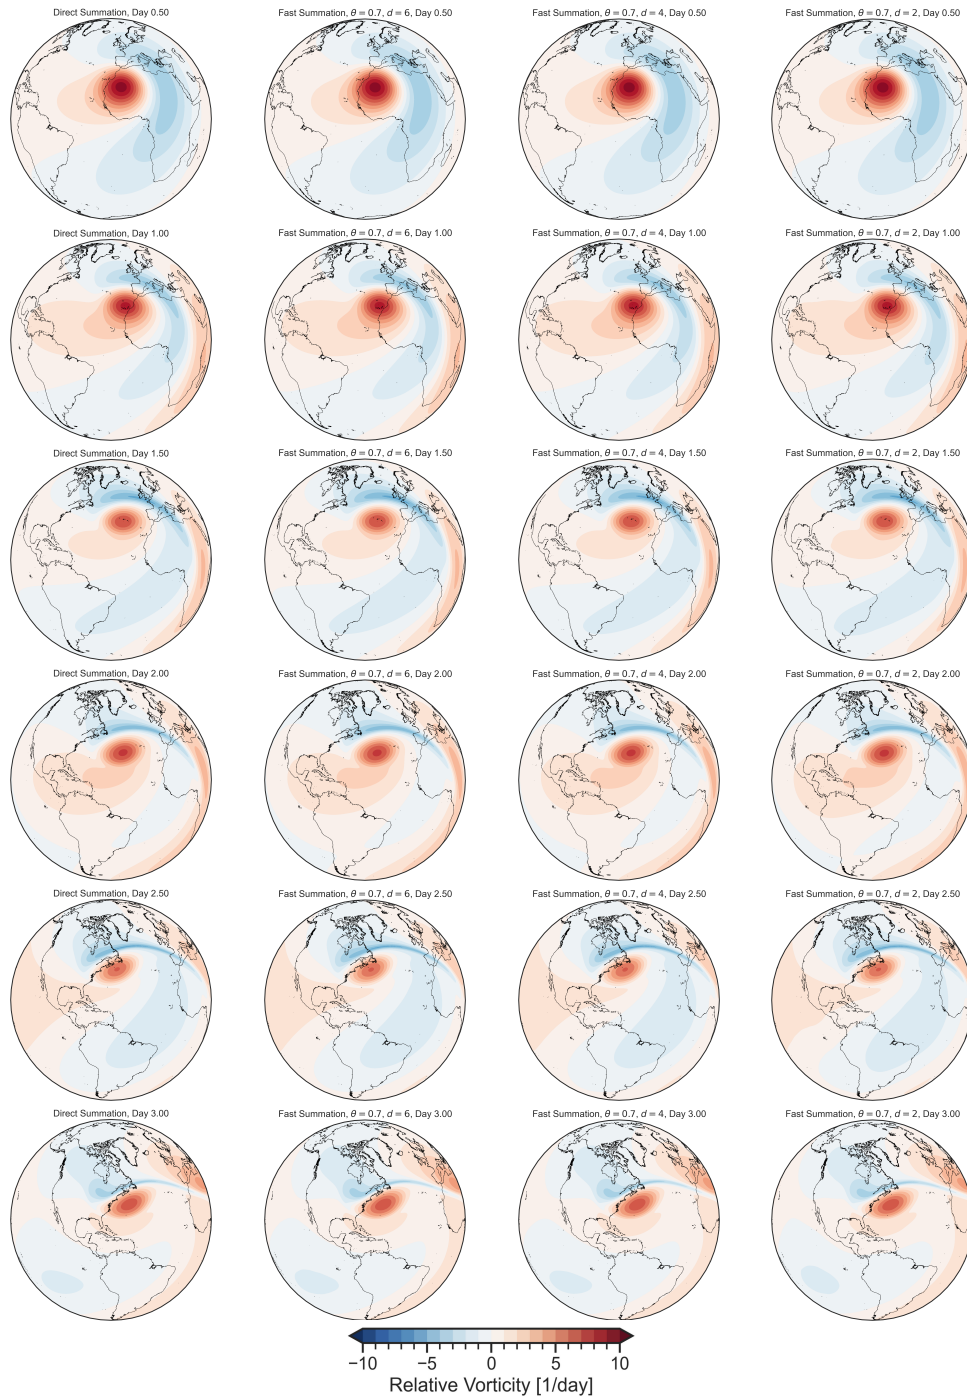 Direct Summation, Day 0.50
Fast Summation, θ = 0.7, d = 6, Day 0.50
Fast Summation, θ = 0.7, d = 4, Day 0.50
Fast Summation, θ = 0.7, d = 2, Day 0.50
Direct Summation, Day 1.00
Fast Summation, θ = 0.7, d = 6, Day 1.00
Fast Summation, θ = 0.7, d = 4, Day 1.00
Fast Summation, θ = 0.7, d = 2, Day 1.00
Direct Summation, Day 1.50
Fast Summation, θ = 0.7, d = 6, Day 1.50
Fast Summation, θ = 0.7, d = 4, Day 1.50
Fast Summation, θ = 0.7, d = 2, Day 1.50
Direct Summation, Day 2.00
Fast Summation, θ = 0.7, d = 6, Day 2.00
Fast Summation, θ = 0.7, d = 4, Day 2.00
Fast Summation, θ = 0.7, d = 2, Day 2.00
Direct Summation, Day 2.50
Fast Summation, θ = 0.7, d = 6, Day 2.50
Fast Summation, θ = 0.7, d = 4, Day 2.50
Fast Summation, θ = 0.7, d = 2, Day 2.50
Direct Summation, Day 3.00
Fast Summation, θ = 0.7, d = 6, Day 3.00
Fast Summation, θ = 0.7, d = 4, Day 3.00
Fast Summation, θ = 0.7, d = 2, Day 3.00
−10 −5 0 5 10
Relative Vorticity [1/day]